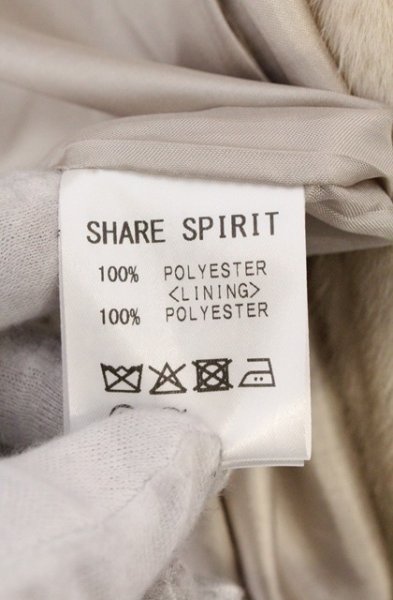 SHARE SPIRIT
100% POLYESTER
<LINING>
100% POLYESTER